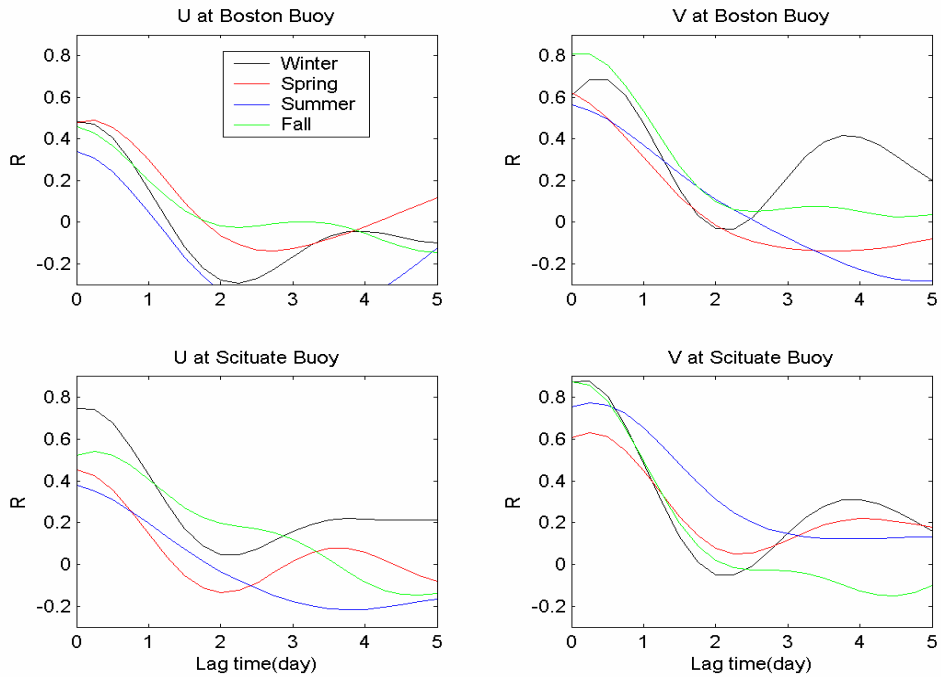 U at Boston Buoy
0.8
0.6
0.4
0.2
0
-0.2
R
Winter
Spring
Summer
Fall
0 1 2 3 4 5
V at Boston Buoy
0.8
0.6
0.4
0.2
0
-0.2
R
0 1 2 3 4 5
U at Scituate Buoy
0.8
0.6
0.4
0.2
0
-0.2
R
0 1 2 3 4 5
Lag time(day)
V at Scituate Buoy
0.8
0.6
0.4
0.2
0
-0.2
R
0 1 2 3 4 5
Lag time(day)